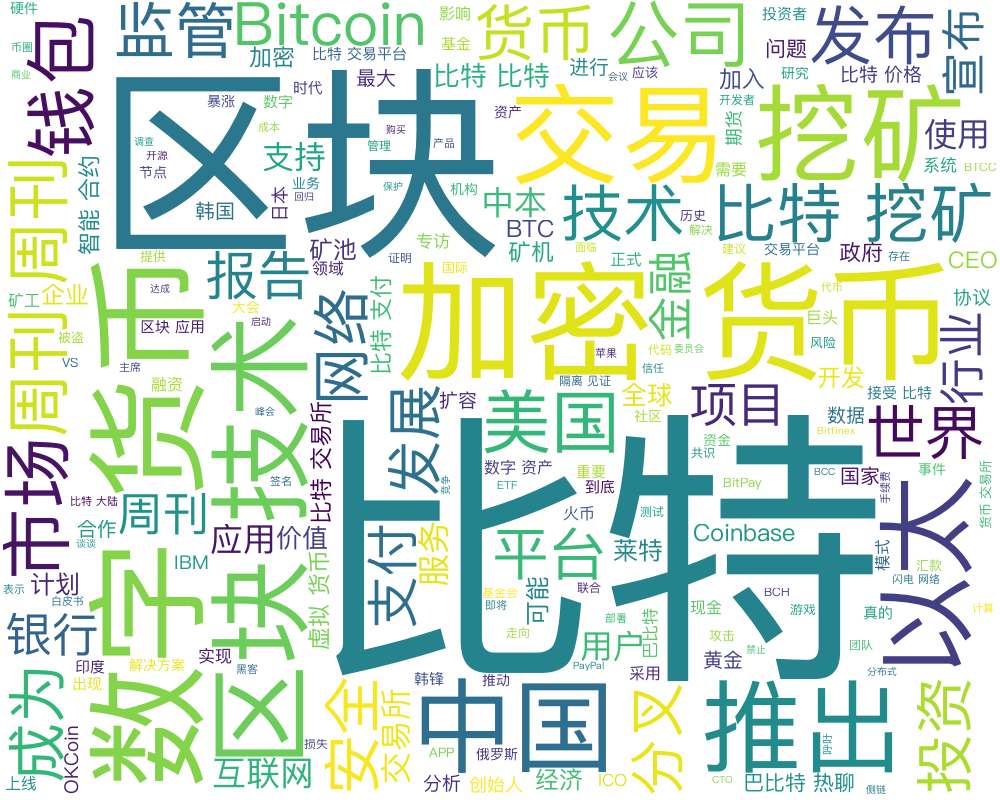 硬件
币圈
商业
钱包
监管
Bitcoin
影响
基金
货币
公司
投资者
问题
发布
宣布
加密
比特 交易平台
最大
比特 比特
进行
会议
应该
研究
比特 价格
加入
暴涨
数字
时代
区块
交易
挖矿
资产
开发者
期货
使用
调查
开源
节点
成本
支持
购买
管理
产品
业务
回归
保护
机构
需要
系统
BTCC
周刊
智能 合约
韩国
日本
中本
技术
历史
解决
比特 挖矿
BTC
矿池
专访
矿机
面临
建议
交易平台
政府
存在
CEO
提供
报告
领域
证明
国际
正式
金融
矿工
企业
达成
数字货币
加密货币
代币
协议
大会
网络
比特 支付
巨头
行业
被盗
区块 应用
启动
苹果
代码
委员会
风险
VS
主席
周刊
区块技术
隔离 见证
信任
开发
接受 比特
融资
扩容
美国
全球
项目
数据
世界
峰会
社区
Bitfinex
市场
比特 交易所
发展
资金
共识
签名
数字 资产
重要
ETF
到底
BitPay
BCC
国家
手续费
事件
货币 交易所
竞争
比特 大陆
周刊
火币
测试
比特
以太
合作
谈谈
应用
价值
支付
服务
平台
莱特
Coinbase
模式
IBM
汇款
闪电 网络
表示
计划
白皮书
虚拟 货币
基金会
即将
可能
联合
现金
BCH
游戏
真的
计算
银行
部署
走向
用户
巴比特
攻击
禁止
团队
印度
解决方案
实现
黑客
PayPal
采用
黄金
分布式
成为
出现
韩锋
推动
OKCoin
安全
交易所
中国
分叉
推出
投资
损失
APP
俄罗斯
上线
互联网
分析
创始人
经济
ICO
CTO
巴比特 热聊
侧链